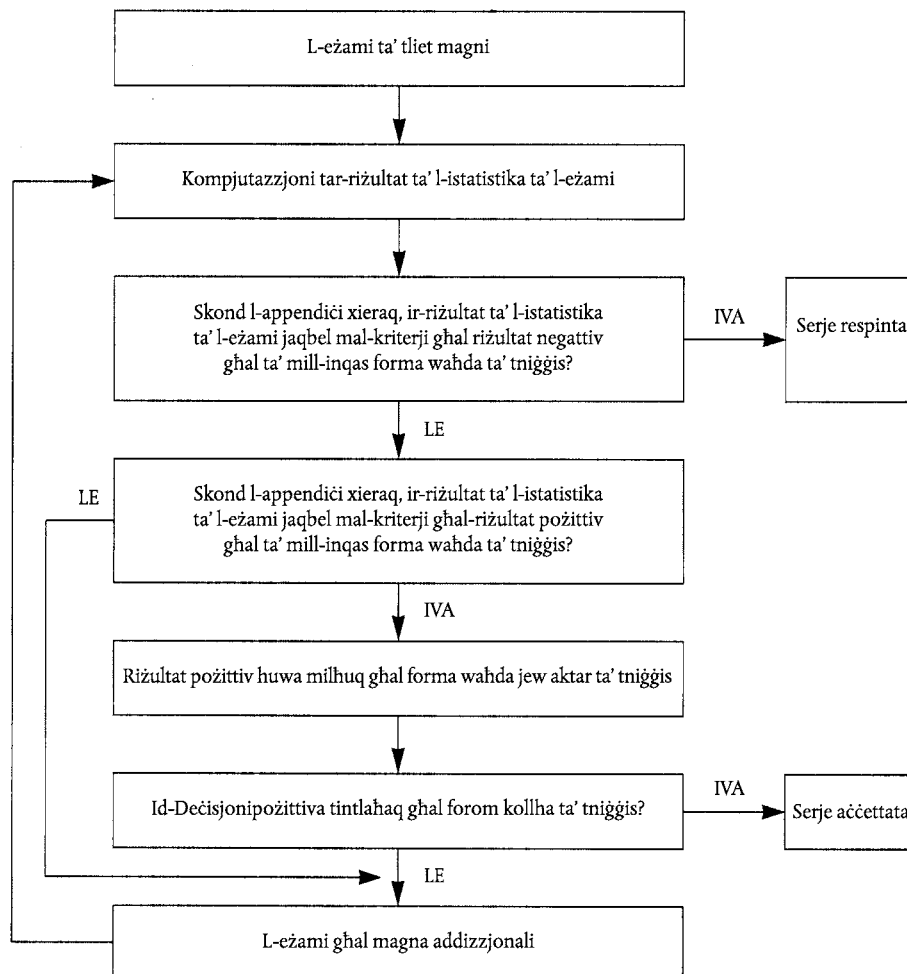 L-eżami ta' tliet magni
Kompjutazzjoni tar-riżultat ta' l-istatistika ta' l-eżami
Skond l-appendiċi xieraq, ir-riżultat ta' l-istatistika
ta' l-eżami jaqbel mal-kriterji għal riżultat negattiv
għal ta' mill-inqas forma waħda ta' tniġġis?
IVA
Serje respinta
LE
LE
Skond l-appendiċi xieraq, ir-riżultat ta' l-istatistika
ta' l-eżami jaqbel mal-kriterji għal-riżultat pożittiv
għal ta' mill-inqas forma waħda ta' tniġġis?
IVA
Riżultat pożittiv huwa milħuq għal forma waħda jew aktar ta' tniġġis
Id-Deċisjonipożittiva tintlaħaq għal forom kollha ta' tniġġis?
IVA
Serje aċċettata
LE
L-eżami għal magna addizzjonali